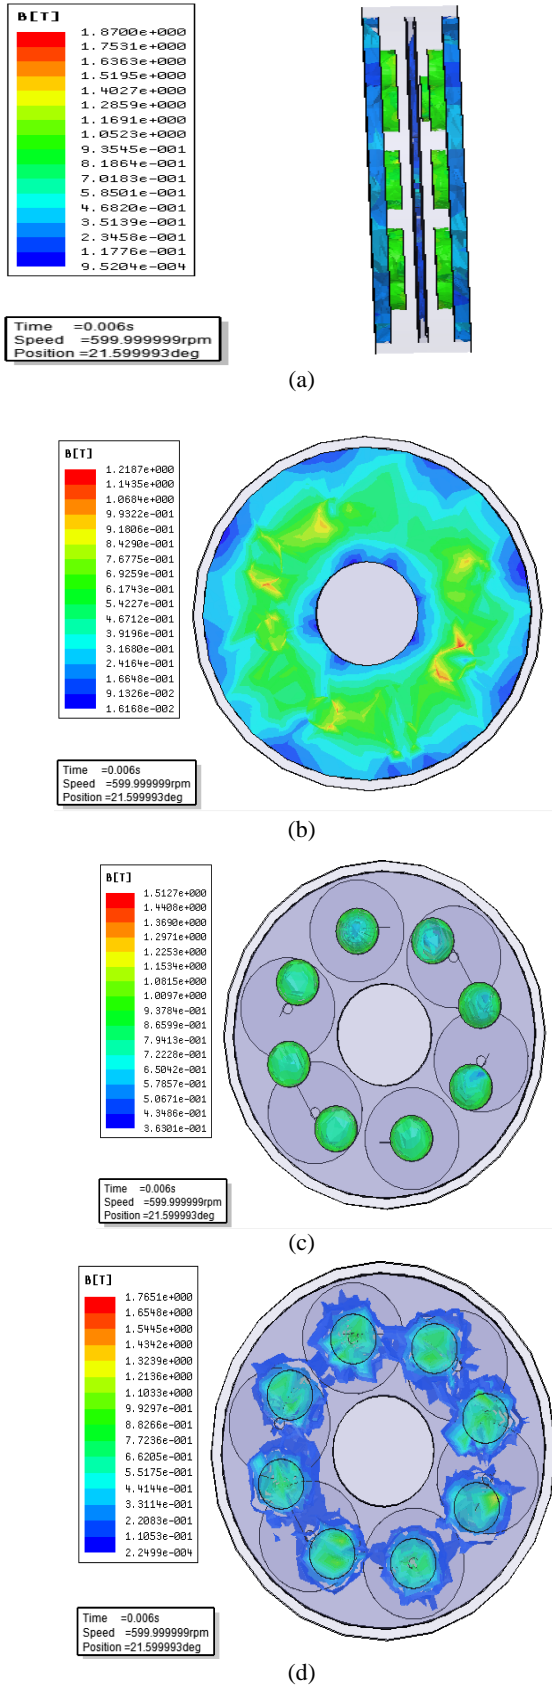 B[T]
1.8700e+000
1.7531e+000
1.6363e+000
1.5195e+000
1.4027e+000
1.2859e+000
1.1691e+000
1.0523e+000
9.3545e-001
8.1864e-001
7.0183e-001
5.8501e-001
4.6820e-001
3.5139e-001
2.3458e-001
1.1776e-001
9.5204e-004
Time =0.006s
Speed =599.999999rpm
Position =21.599993deg
(a)
B[T]
1.2187e+000
1.1435e+000
1.0684e+000
9.9322e-001
9.1806e-001
8.4290e-001
7.6775e-001
6.9259e-001
6.1743e-001
5.4227e-001
4.6712e-001
3.9196e-001
3.1680e-001
2.4164e-001
1.6648e-001
9.1326e-002
1.6168e-002
Time =0.006s
Speed =599.999999rpm
Position =21.599993deg
(b)
B[T]
1.5127e+000
1.4408e+000
1.3690e+000
1.2971e+000
1.2253e+000
1.1534e+000
1.0815e+000
1.0097e+000
9.3784e-001
8.6599e-001
7.9413e-001
7.2228e-001
6.5042e-001
5.7857e-001
5.0671e-001
4.3486e-001
3.6301e-001
Time =0.006s
Speed =599.999999rpm
Position =21.599993deg
(c)
B[T]
1.7651e+000
1.6548e+000
1.5445e+000
1.4342e+000
1.3239e+000
1.2136e+000
1.1033e+000
9.9297e-001
8.8266e-001
7.7236e-001
6.6205e-001
5.5175e-001
4.4144e-001
3.3114e-001
2.2083e-001
1.1053e-001
2.2499e-004
Time =0.006s
Speed =599.999999rpm
Position =21.599993deg
(d)